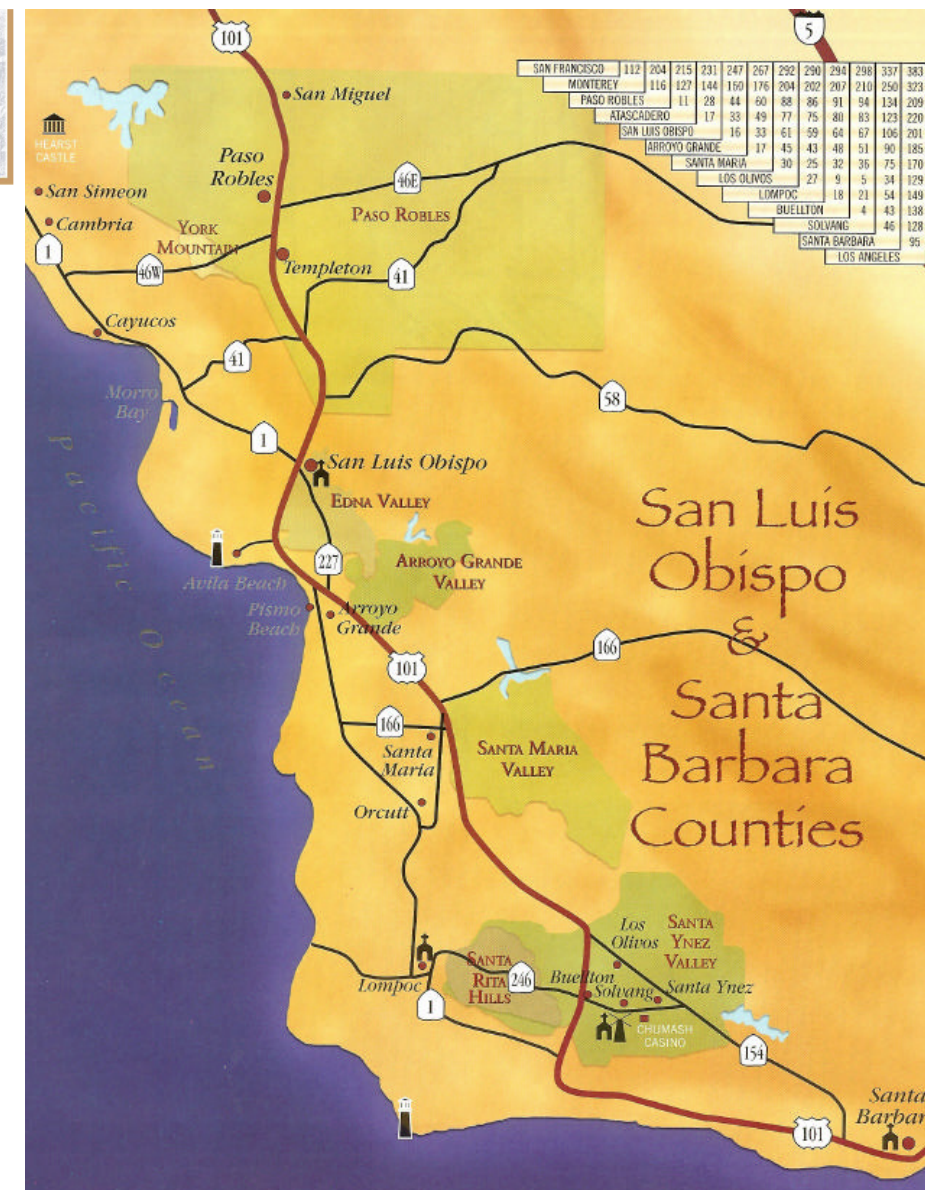 101
5
SAN FRANCISCO 112 204 215 231 247 267 292 290 294 298 337 383
MONTEREY 116 127 144 160 176 204 202 207 210 250 323
PASO ROBLES 11 28 44 60 88 86 91 94 134 209
ATASCADERO 17 33 49 77 75 80 83 123 220
SAN LUIS OBISPO 16 33 61 59 64 67 106 201
ARROYO GRANDE 17 45 43 48 51 90 185
SANTA MARIA 30 25 32 36 75 170
LOS OLIVOS 27 9 5 34 129
LOMPOC 18 21 54 149
BUELLTON 4 43 138
SOLVANG 46 128
SANTA BARBARA 95
LOS ANGELES
San Miguel
HEARST
CASTLE
Paso
Robles
46E
San Simeon
Cambria
YORK
MOUNTAIN
PASO ROBLES
1
46W
Templeton
41
Cayucos
41
Morro
Bay
58
1
San Luis Obispo
EDNA VALLEY
San Luis
Obispo
&
Santa
Barbara
Counties
Pacific Ocean
227
ARROYO GRANDE
VALLEY
Avila Beach
Pismo
Beach
Arroyo
Grande
101
166
166
Santa
Maria
SANTA MARIA
VALLEY
Orcutt
Los
Olivos
SANTA
YNEZ
VALLEY
Lompoc
SANTA
RITA
HILLS
246
Buellton
Solvang
Santa Ynez
1
CHUMASH
CASINO
154
Santa
Barbar
101